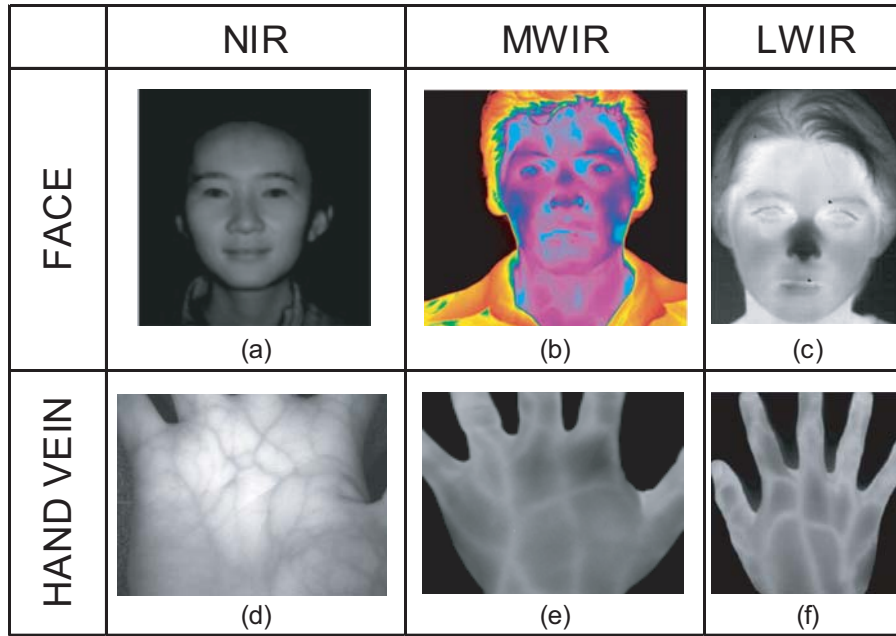 NIR MWIR LWIR
FACE
(a) (b) (c)
HAND VEIN
(d) (e) (f)